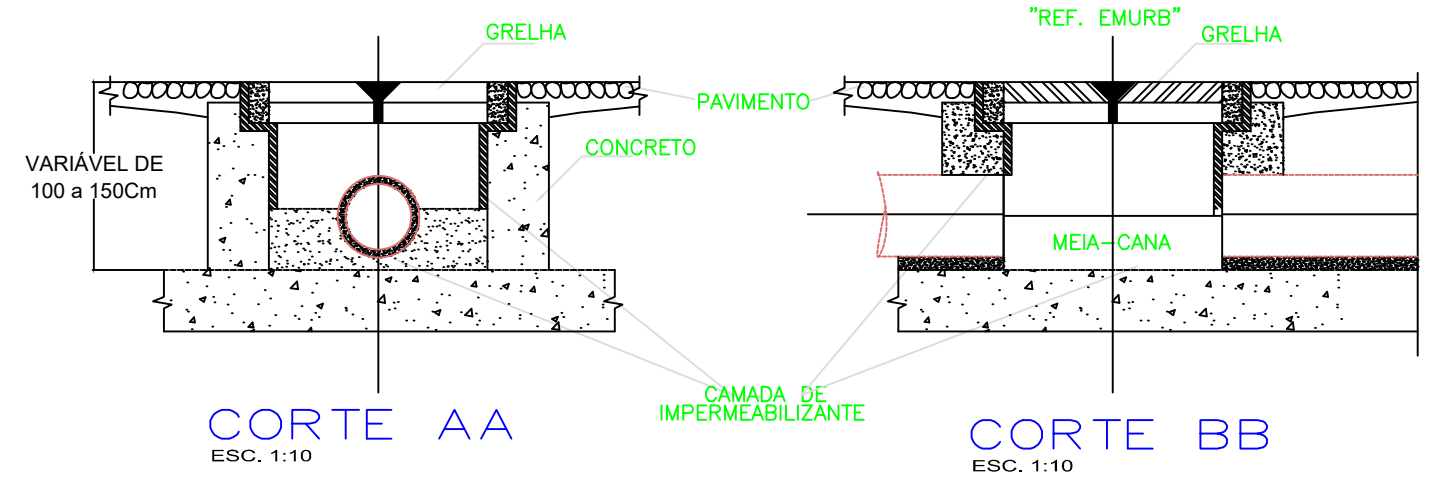 "REF. EMURB"
GRELHA
GRELHA
PAVIMENTO
CONCRETO
VARIÁVEL DE
100 a 150Cm
MEIA-CANA
CAMADA DE
IMPERMEABILIZANTE
CORTE AA
ESC. 1:10
CORTE BB
ESC. 1:10